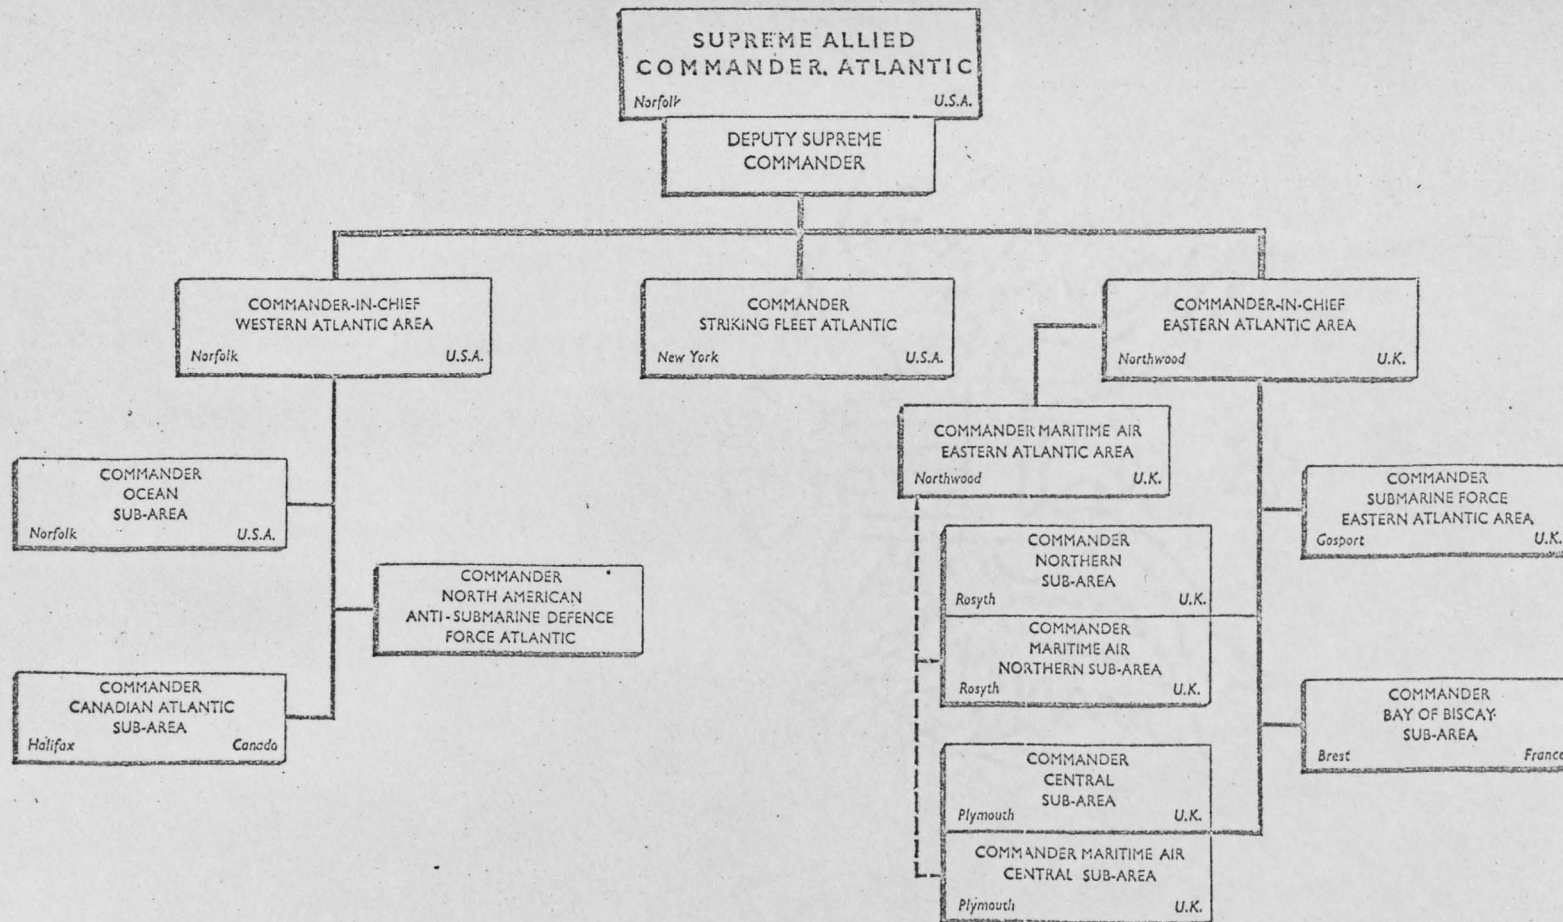 SUPREME ALLIED
COMMANDER, ATLANTIC
Norfolk U.S.A.
DEPUTY SUPREME
COMMANDER
COMMANDER-IN-CHIEF
WESTERN ATLANTIC AREA
Norfolk U.S.A.
COMMANDER
STRIKING FLEET ATLANTIC
New York U.S.A.
COMMANDER-IN-CHIEF
EASTERN ATLANTIC AREA
Northwood U.K.
COMMANDER OCEAN
SUB-AREA
Norfolk U.S.A.
COMMANDER
NORTH AMERICAN
ANTI-SUBMARINE DEFENCE
FORCE ATLANTIC
COMMANDER
CANADIAN ATLANTIC
SUB-AREA
Halifax Canada
COMMANDER MARITIME AIR
EASTERN ATLANTIC AREA
Northwood U.K.
COMMANDER
NORTHERN
SUB-AREA
Rosyth U.K.
COMMANDER
MARITIME AIR
NORTHERN SUB-AREA
Rosyth U.K.
COMMANDER
CENTRAL
SUB-AREA
Plymouth U.K.
COMMANDER MARITIME AIR
CENTRAL SUB-AREA
Plymouth U.K.
COMMANDER
SUBMARINE FORCE
EASTERN ATLANTIC AREA
Gosport U.K.
COMMANDER
BAY OF BISCAY
SUB-AREA
Brest France